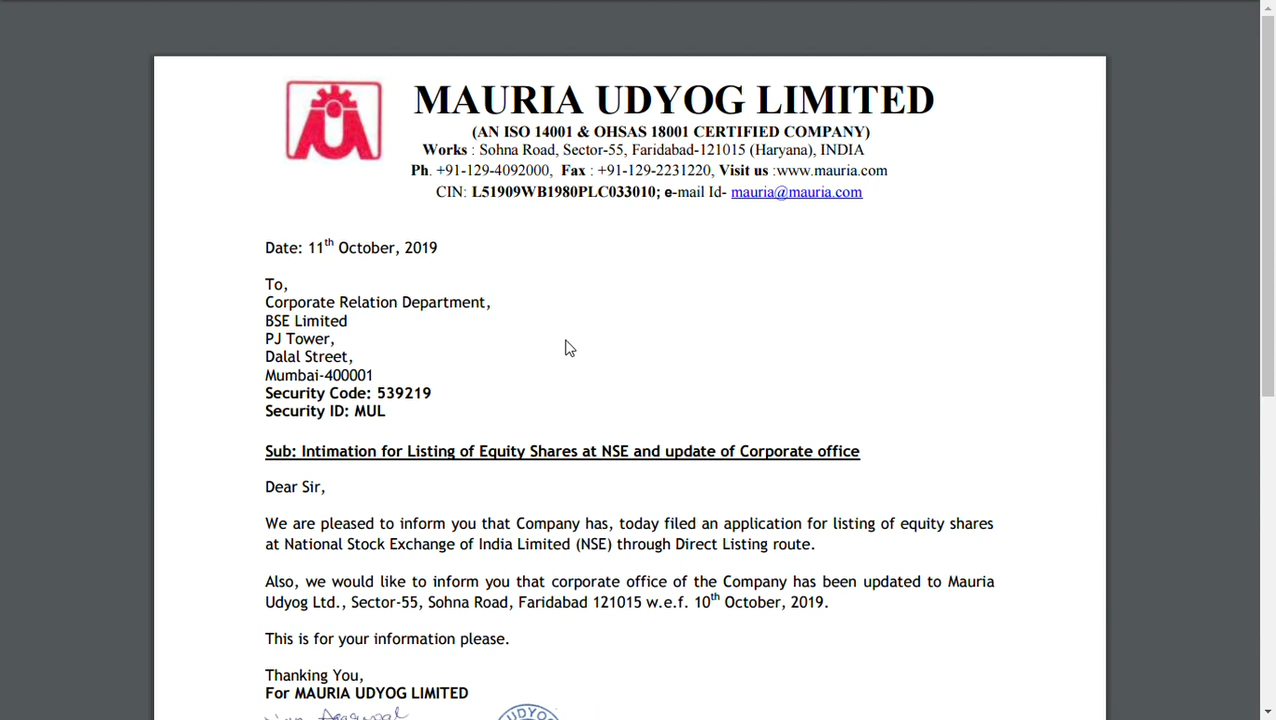 MAURIA UDYOG LIMITED
(AN ISO 14001 & OHSAS 18001 CERTIFIED COMPANY)
Works : Sohna Road, Sector-55, Faridabad-121015 (Haryana), INDIA
Ph. +91-129-4092000, Fax : +91-129-2231220, Visit us :www.mauria.com
CIN: L51909WB1980PLC033010; e-mail Id- mauria@mauria.com
Date: 11th October, 2019
To,
Corporate Relation Department,
BSE Limited
PJ Tower,
Dalal Street,
Mumbai-400001
Security Code: 539219
Security ID: MUL
Sub: Intimation for Listing of Equity Shares at NSE and update of Corporate office
Dear Sir,
We are pleased to inform you that Company has, today filed an application for listing of equity shares
at National Stock Exchange of India Limited (NSE) through Direct Listing route.
Also, we would like to inform you that corporate office of the Company has been updated to Mauria
Udyog Ltd., Sector-55, Sohna Road, Faridabad 121015 w.e.f. 10th October, 2019.
This is for your information please.
Thanking You,
For MAURIA UDYOG LIMITED
UDYO